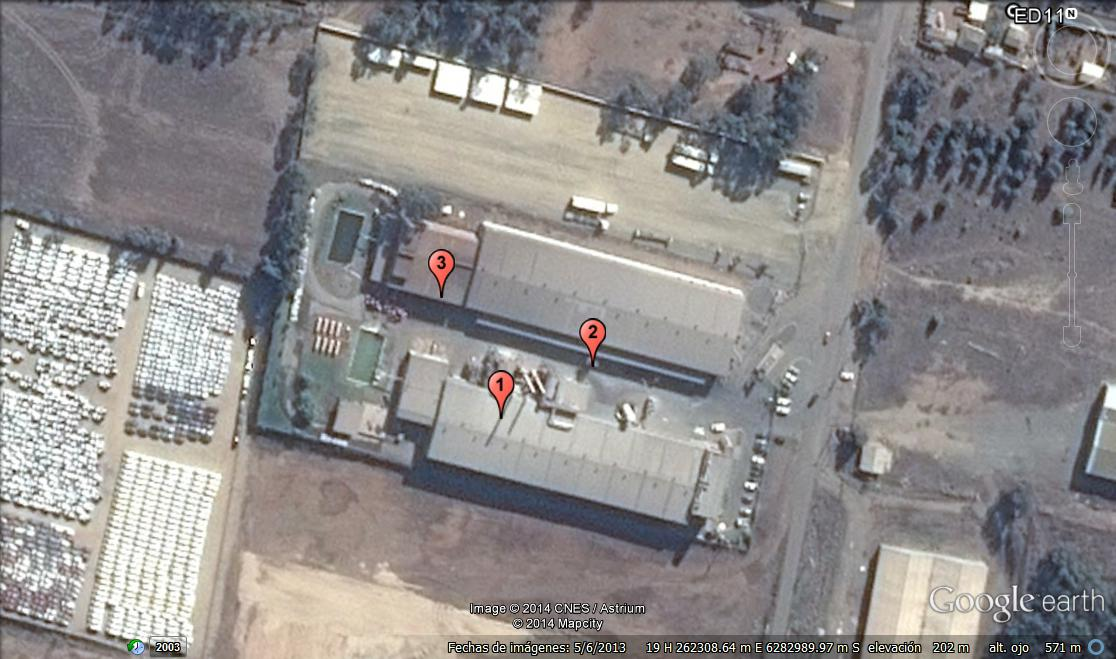 ED11
N
3
2
1
Image © 2014 CNES / Astrium
© 2014 Mapcity
Google earth
2003
Fechas de imágenes: 5/6/2013 19 H 262308.64 m E 6282989.97 m S elevación 202 m alt. ojo 571 m